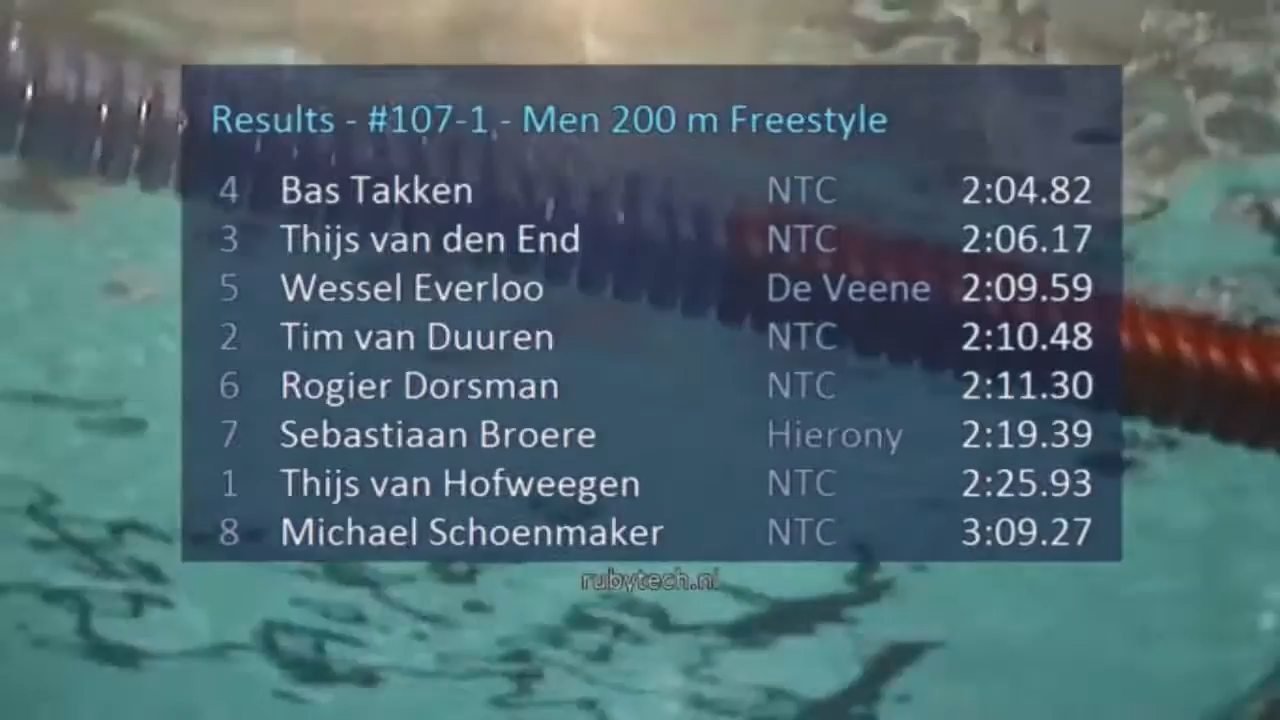 Results - #107-1 - Men 200 m Freestyle
4 Bas Takken NTC 2:04.82
3 Thijs van den End NTC 2:06.17
5 Wessel Everloo De Veene 2:09.59
2 Tim van Duuren NTC 2:10.48
6 Rogier Dorsman NTC 2:11.30
7 Sebastiaan Broere Hierony 2:19.39
1 Thijs van Hofweegen NTC 2:25.93
8 Michael Schoenmaker NTC 3:09.27
rubytech.nl